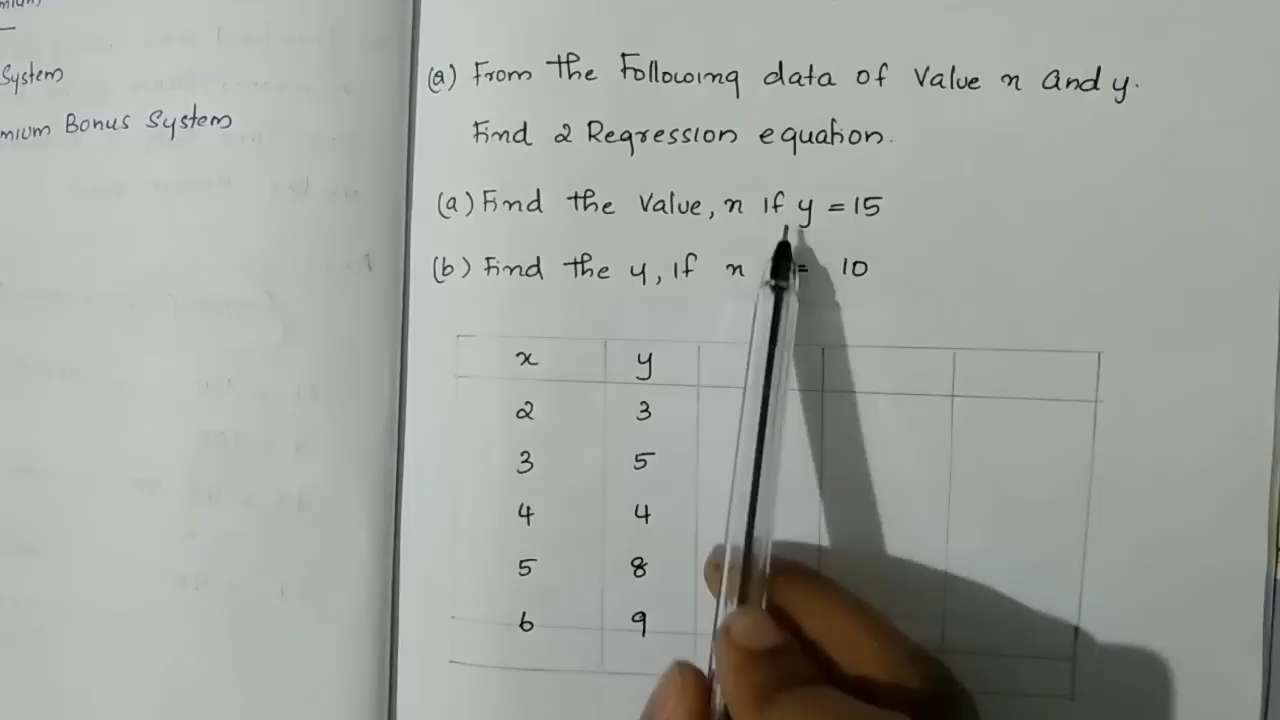 System
Bonus System
(a) From the Following data of Value x and y.
Find 2 Regression equation.
(a) Find the Value, x if y = 15
(b) Find the y, if x = 10
x y
2 3
3 5
4 4
5 8
6 9